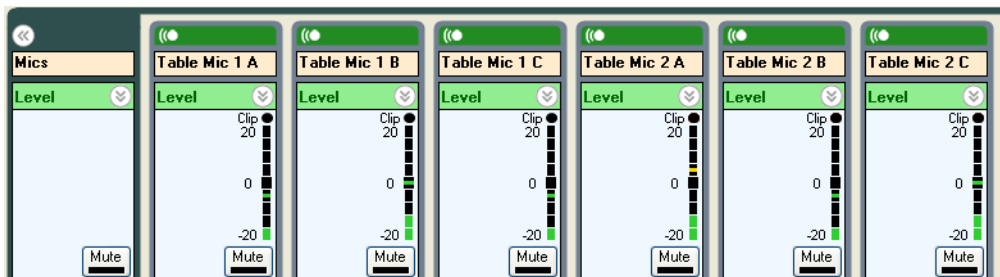 Mics
Table Mic 1 A
Table Mic 1 B
Table Mic 1 C
Table Mic 2 A
Table Mic 2 B
Table Mic 2 C
Level
Level
Level
Level
Level
Level
Level
Clip
Clip
Clip
Clip
Clip
Clip
20
20
20
20
20
20
0
0
0
0
0
0
-20
-20
-20
-20
-20
-20
Mute
Mute
Mute
Mute
Mute
Mute
Mute